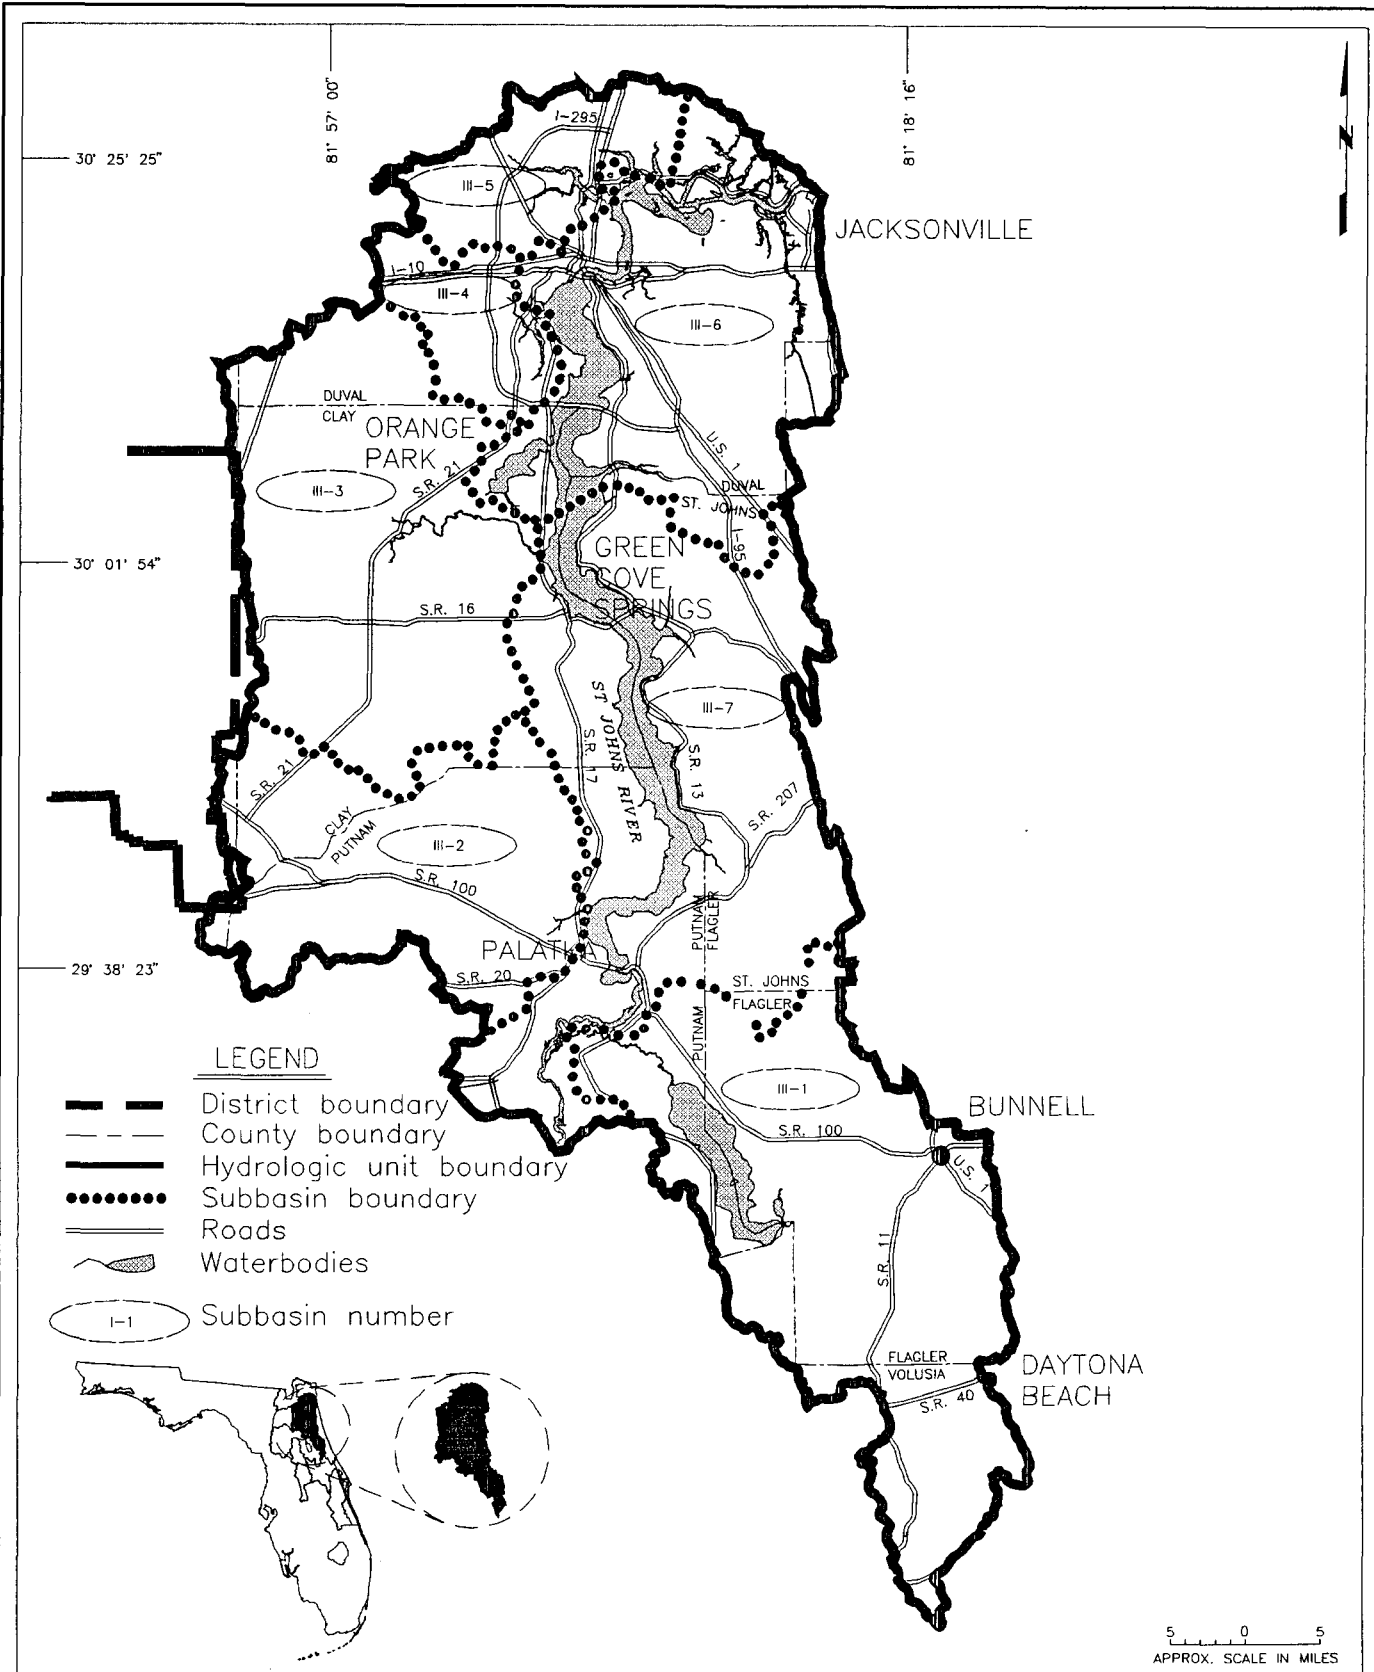 81' 57' 00"
81' 18' 16"
N
I-295
30' 25' 25"
III-5
JACKSONVILLE
I-10
III-4
III-6
DUVAL
CLAY
ORANGE
PARK
U.S. 1
S.R. 21
III-3
DUVAL
ST. JOHNS
I-95
GREEN
COVE
SPRINGS
30' 01' 54"
S.R. 16
ST JOHNS RIVER
III-7
S.R. 17
S.R. 13
S.R. 21
S.R. 207
CLAY
PUTNAM
III-2
S.R. 100
PUTNAM
FLAGLER
PALATKA
29' 38' 23"
S.R. 20
ST. JOHNS
FLAGLER
PUTNAM
III-1
BUNNELL
S.R. 100
U.S. 1
S.R. 11
FLAGLER
VOLUSIA
DAYTONA
BEACH
S.R. 40
LEGEND
District boundary
County boundary
Hydrologic unit boundary
Subbasin boundary
Roads
Waterbodies
I-1
Subbasin number
5 0 5
APPROX. SCALE IN MILES